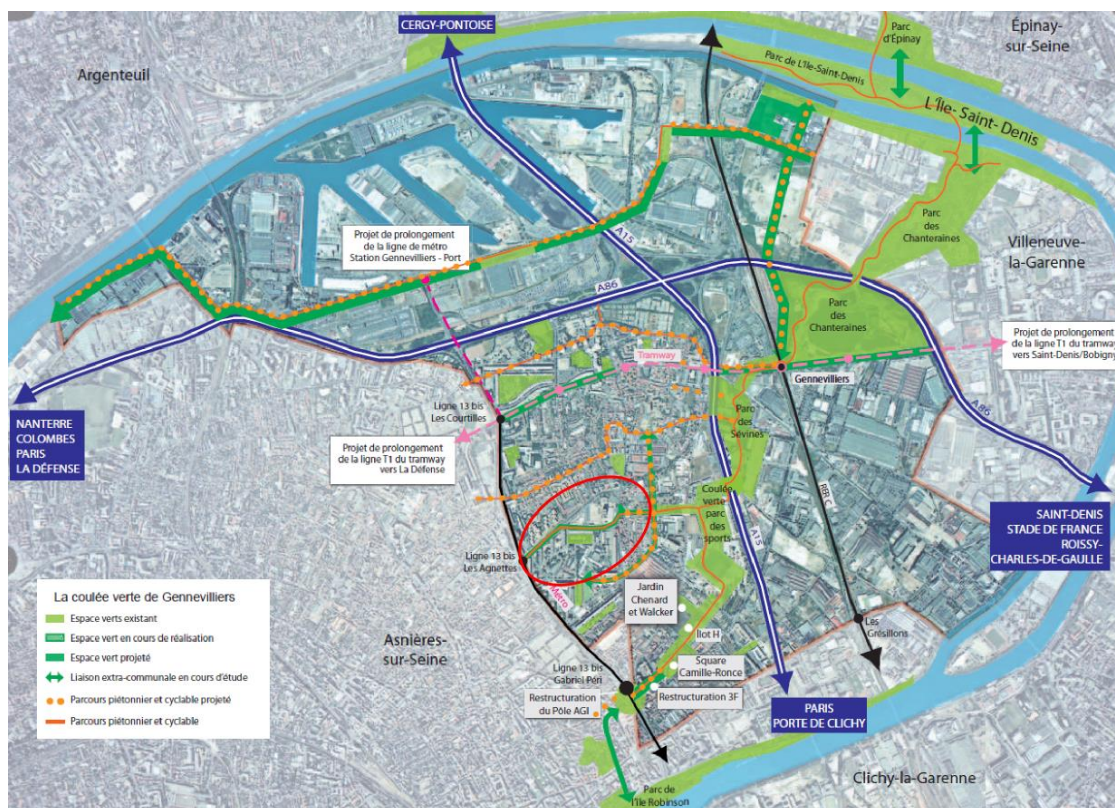 CERGY-PONTOISE
Parc
d'Épinay
Épinay-
sur-Seine
Argenteuil
Parc de L'Ile-Saint-Denis
L'Île- Saint- Denis
Projet de prolongement
de la ligne de métro
Station Gennevilliers - Port
A15
Parc
des
Chanteraines
Villeneuve-
la-Garenne
A86
Parc
des
Chanteraines
Projet de prolongement
de la ligne T1 du tramway
vers Saint-Denis/Bobigny
Tramway
Gennevilliers
NANTERRE
COLOMBES
PARIS
LA DÉFENSE
Ligne 13 bis
Les Courtilles
Parc
des
Sévines
A86
Projet de prolongement
de la ligne T1 du tramway
vers La Défense
RER C
Coulée
verte
parc
des
sports
A15
SAINT-DENIS
STADE DE FRANCE
ROISSY-
CHARLES-DE-GAULLE
Ligne 13 bis
Les Agnettes
Métro
Jardin
Chenard
et Walcker
La coulée verte de Gennevilliers
Espace verts existant
Espace vert en cours de réalisation
Espace vert projeté
Liaison extra-communale en cours d'étude
Parcours piétonnier et cyclable projeté
Parcours piétonnier et cyclable
Asnières-
sur-Seine
Îlot H
Les
Grésillons
Ligne 13 bis
Gabriel Péri
Square
Camille-Ronce
Restructuration
du Pôle AGI
Restructuration 3F
PARIS
PORTE DE CLICHY
Clichy-la-Garenne
Parc de
l'Ile Robinson